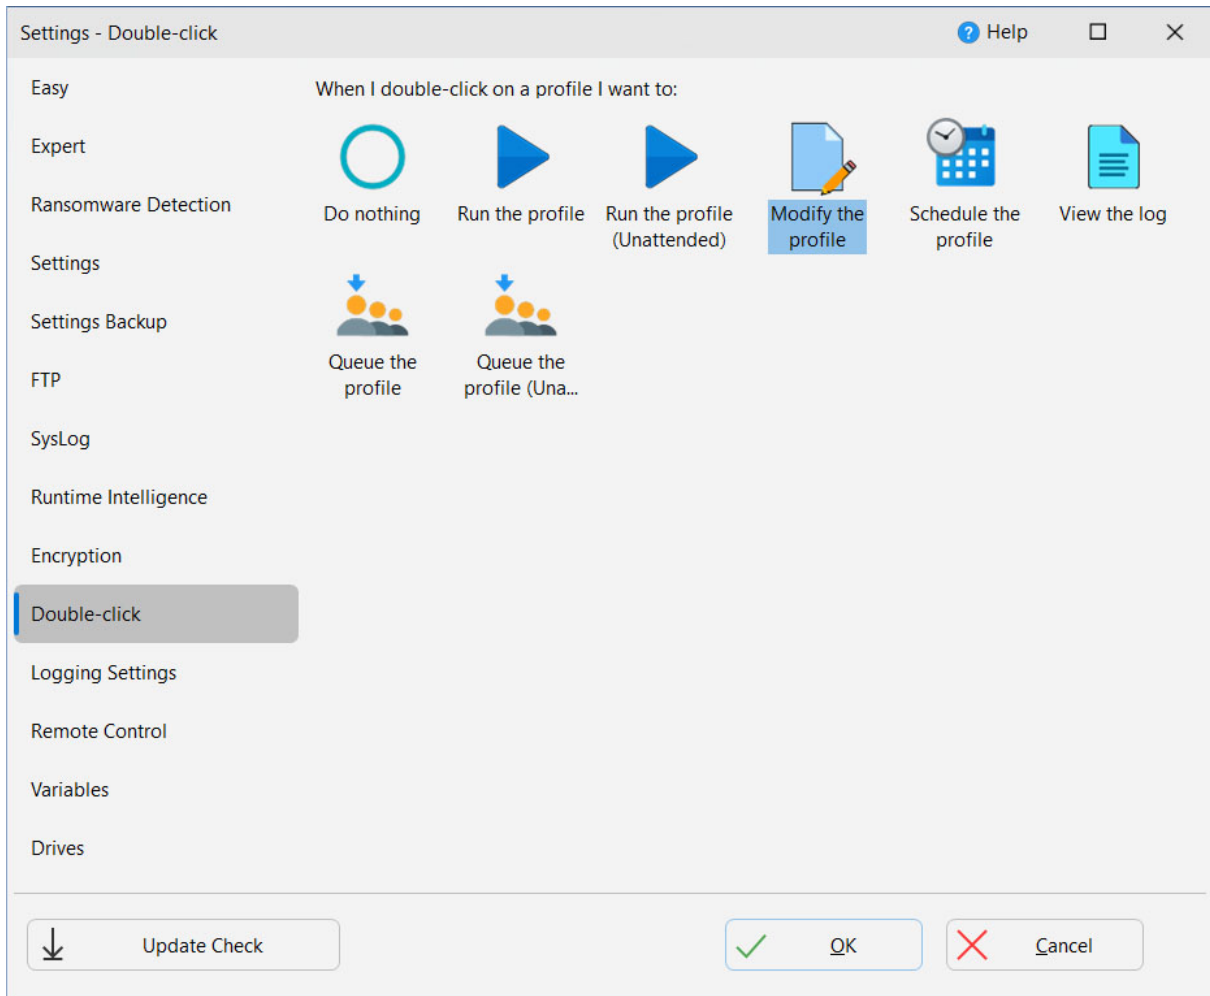 Settings - Double-click
? Help
Easy
Expert
Ransomware Detection
Settings
Settings Backup
FTP
SysLog
Runtime Intelligence
Encryption
Double-click
Logging Settings
Remote Control
Variables
Drives
When I double-click on a profile I want to:
Do nothing
Run the profile
Run the profile
(Unattended)
Modify the
profile
Schedule the
profile
View the log
Queue the
profile
Queue the
profile (Una...
Update Check
OK
Cancel